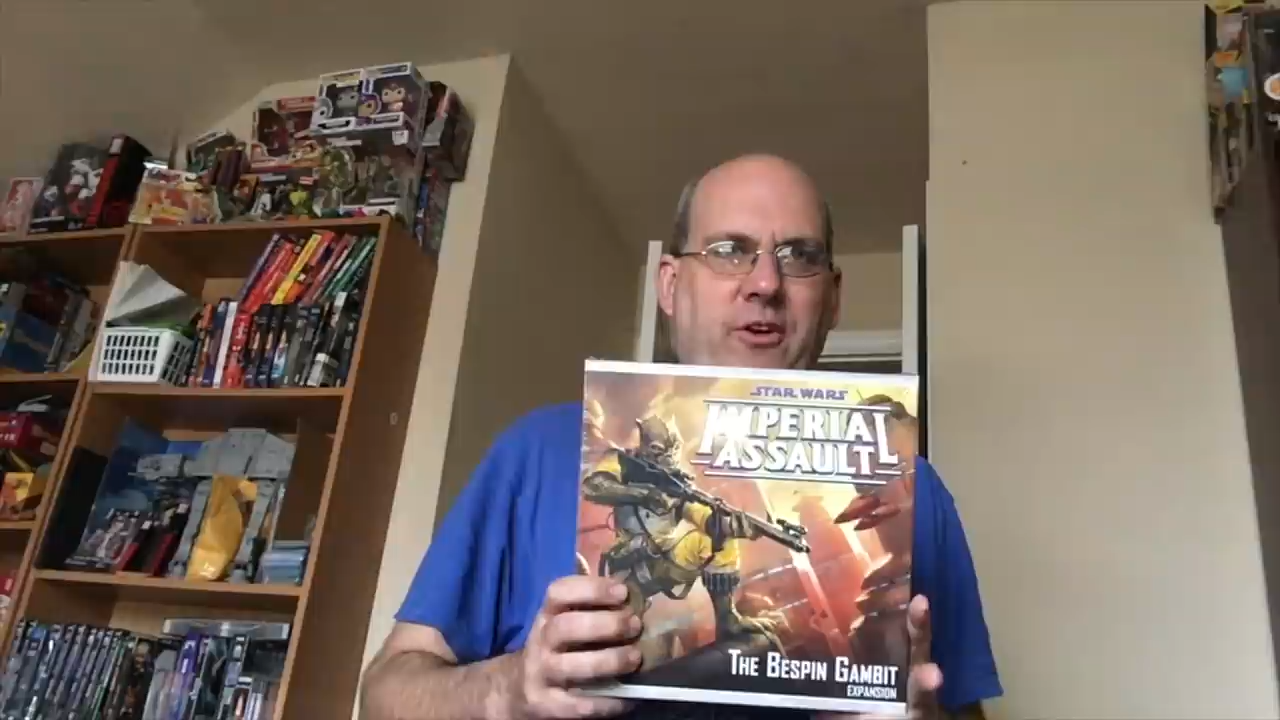 STAR WARS
IMPERIAL
ASSAULT
THE BESPIN GAMBIT
EXPANSION